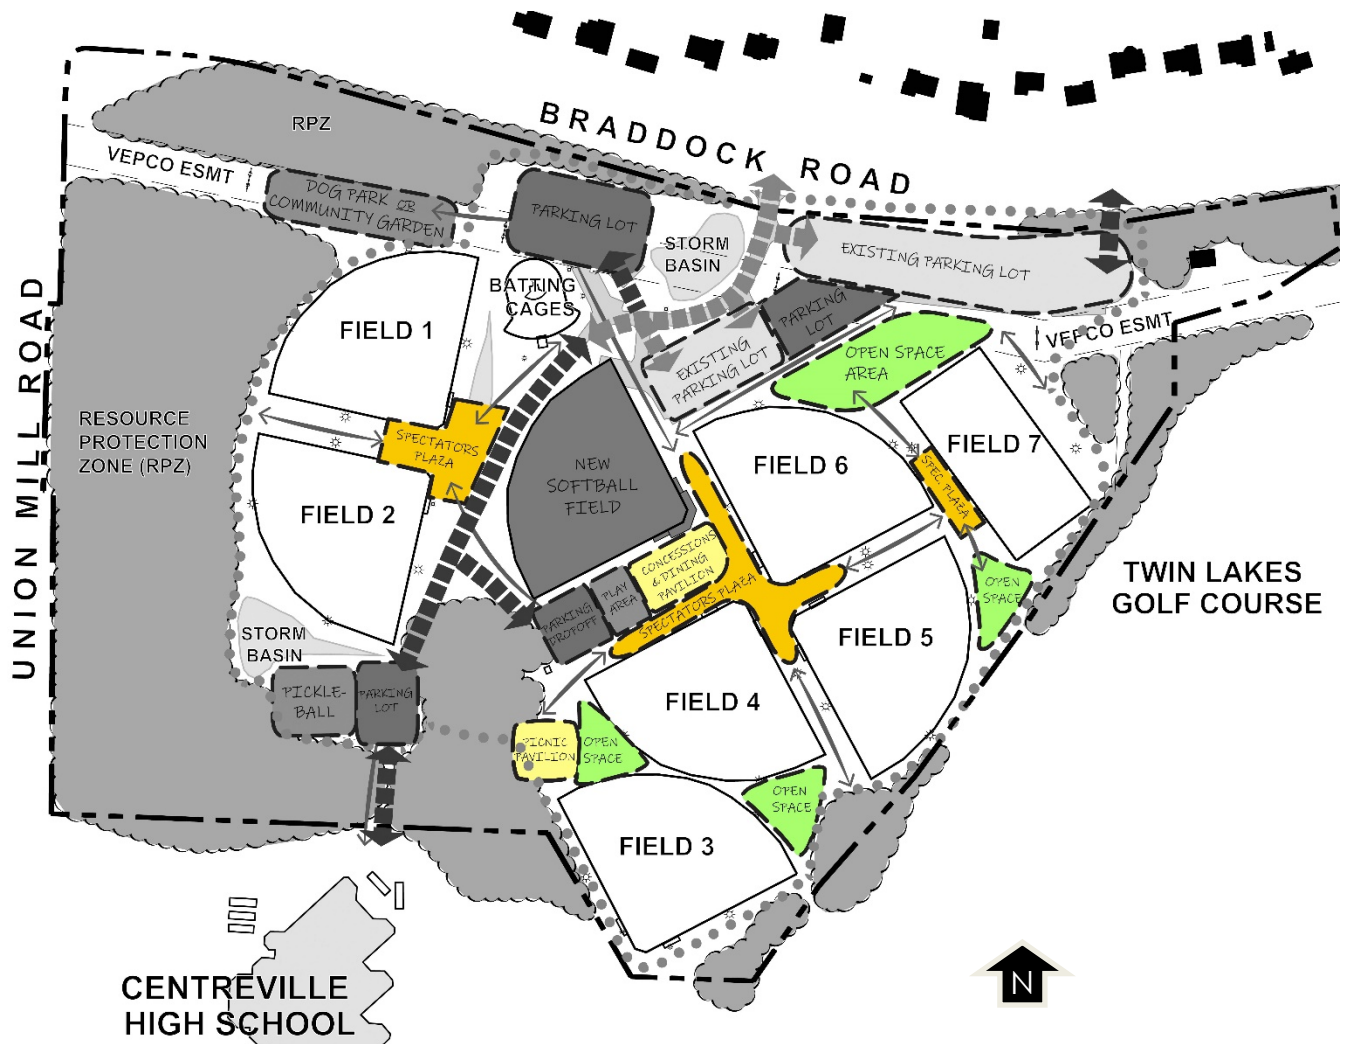 BRADDOCK ROAD
RPZ
VEPCO ESMT
DOG PARK OR
COMMUNITY GARDEN
PARKING LOT
STORM
BASIN
EXISTING PARKING LOT
BATTING
CAGES
PARKING
LOT
VEPCO ESMT
FIELD 1
EXISTING
PARKING LOT
OPEN SPACE
AREA
UNION MILL ROAD
RESOURCE
PROTECTION
ZONE (RPZ)
SPECTATORS
PLAZA
FIELD 7
FIELD 6
NEW
SOFTBALL
FIELD
SPEC. PLAZA
FIELD 2
CONCESSIONS
& DINING
PAVILION
PLAY
AREA
PARKING
DROPOFF
SPECTATORS PLAZA
OPEN
SPACE
TWIN LAKES
GOLF COURSE
STORM
BASIN
FIELD 5
PICKLE-
BALL
PARKING
LOT
FIELD 4
PICNIC
PAVILION
OPEN
SPACE
OPEN
SPACE
FIELD 3
CENTREVILLE
HIGH SCHOOL
N